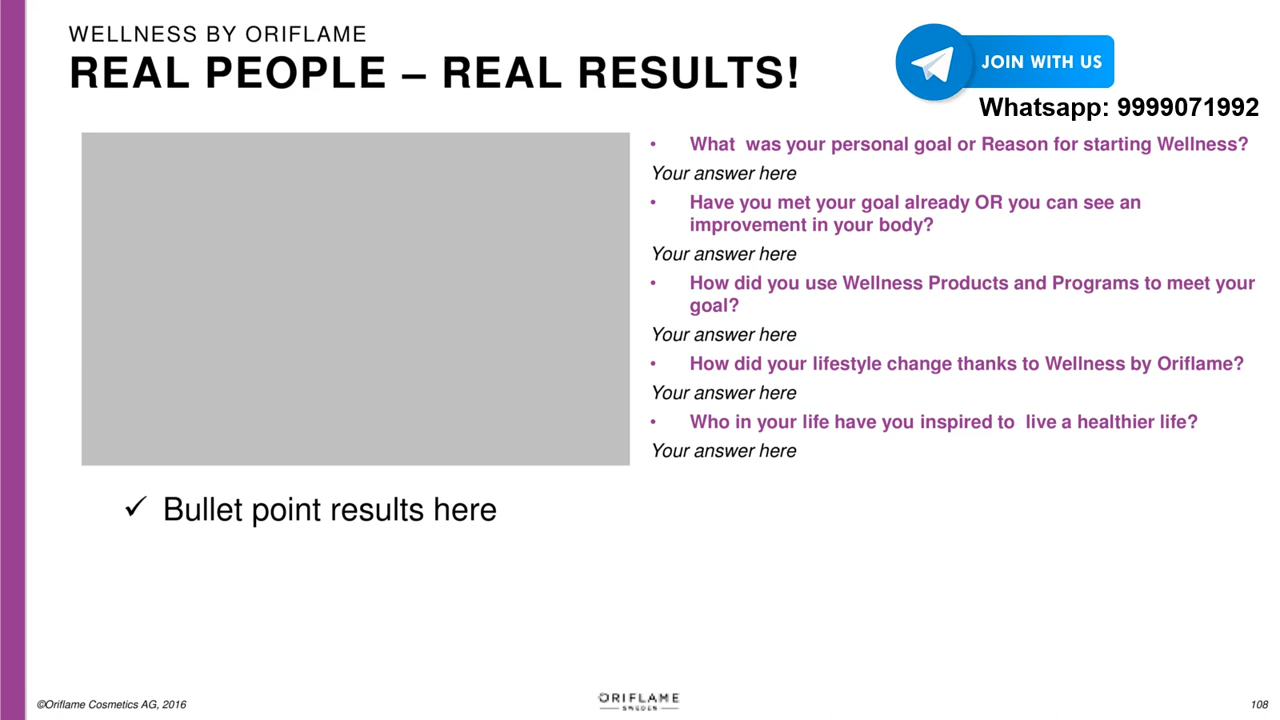 WELLNESS BY ORIFLAME
REAL PEOPLE – REAL RESULTS!
JOIN WITH US
Whatsapp: 9999071992
• What was your personal goal or Reason for starting Wellness?
Your answer here
• Have you met your goal already OR you can see an
improvement in your body?
Your answer here
• How did you use Wellness Products and Programs to meet your
goal?
Your answer here
• How did your lifestyle change thanks to Wellness by Oriflame?
Your answer here
• Who in your life have you inspired to live a healthier life?
Your answer here
✓ Bullet point results here
©Oriflame Cosmetics AG, 2016
ORIFLAME
SWEDEN
108